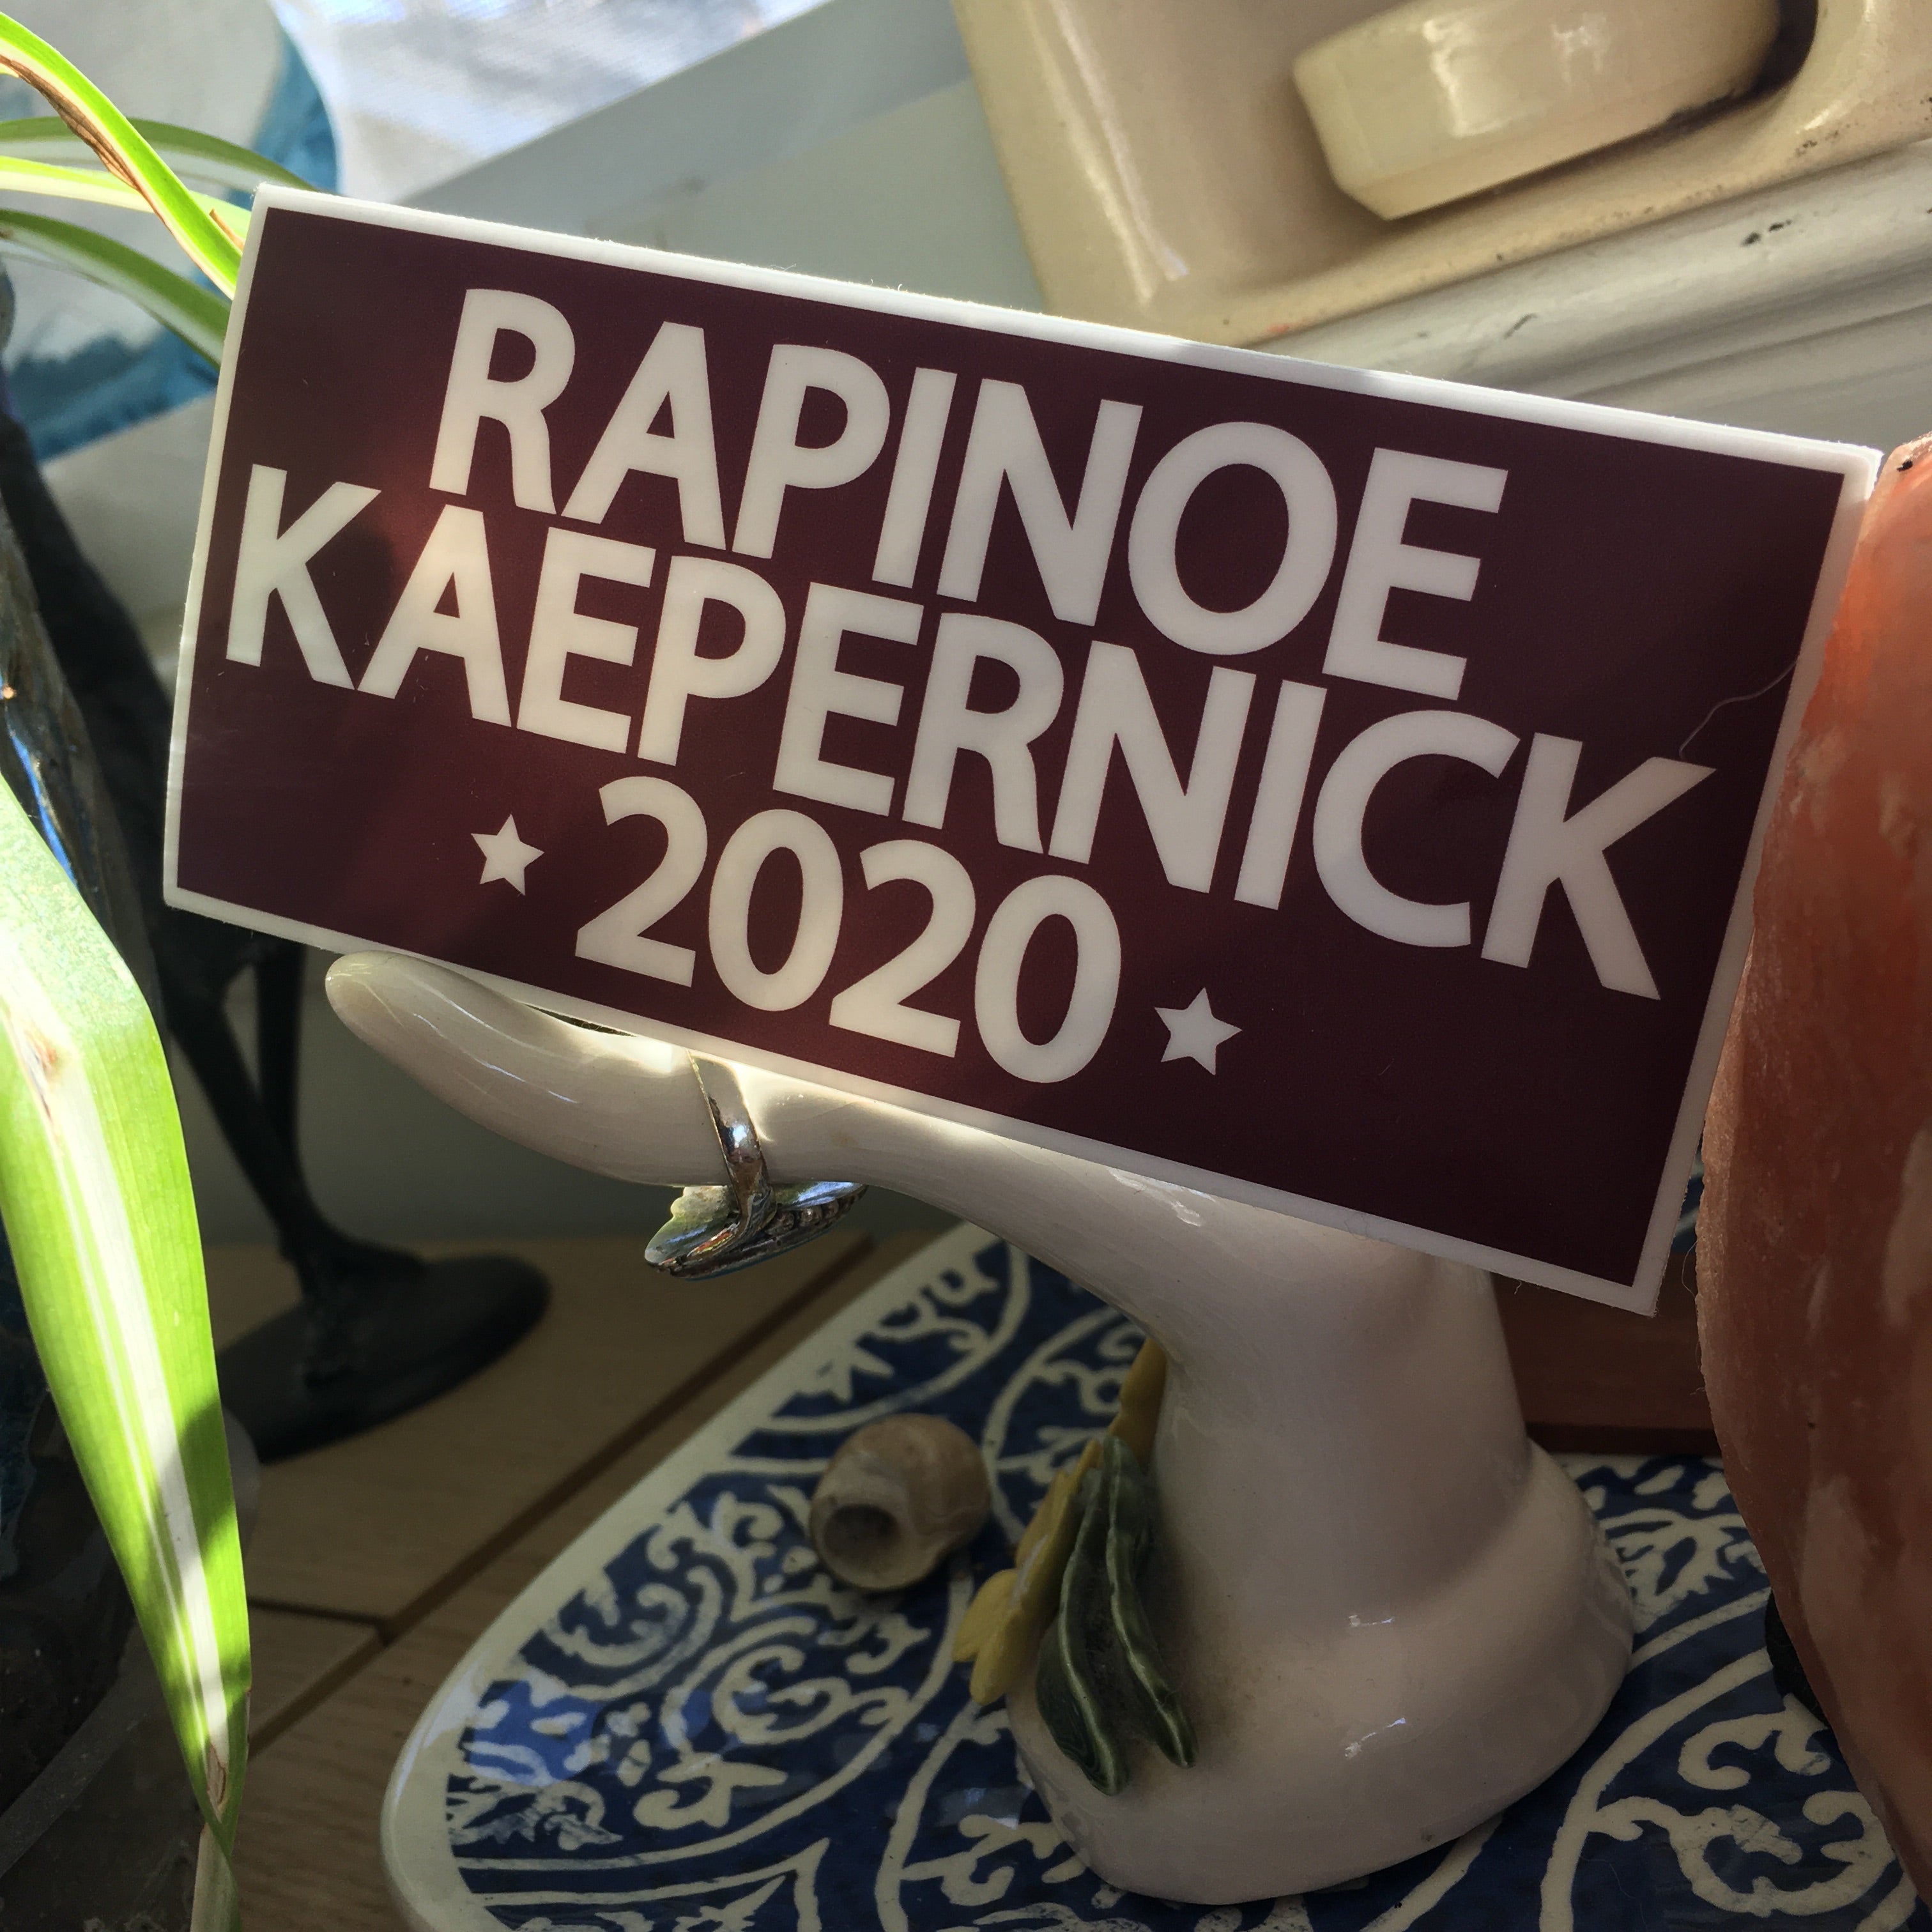 RAPINOE
KAEPERNICK
★ 2020 ★